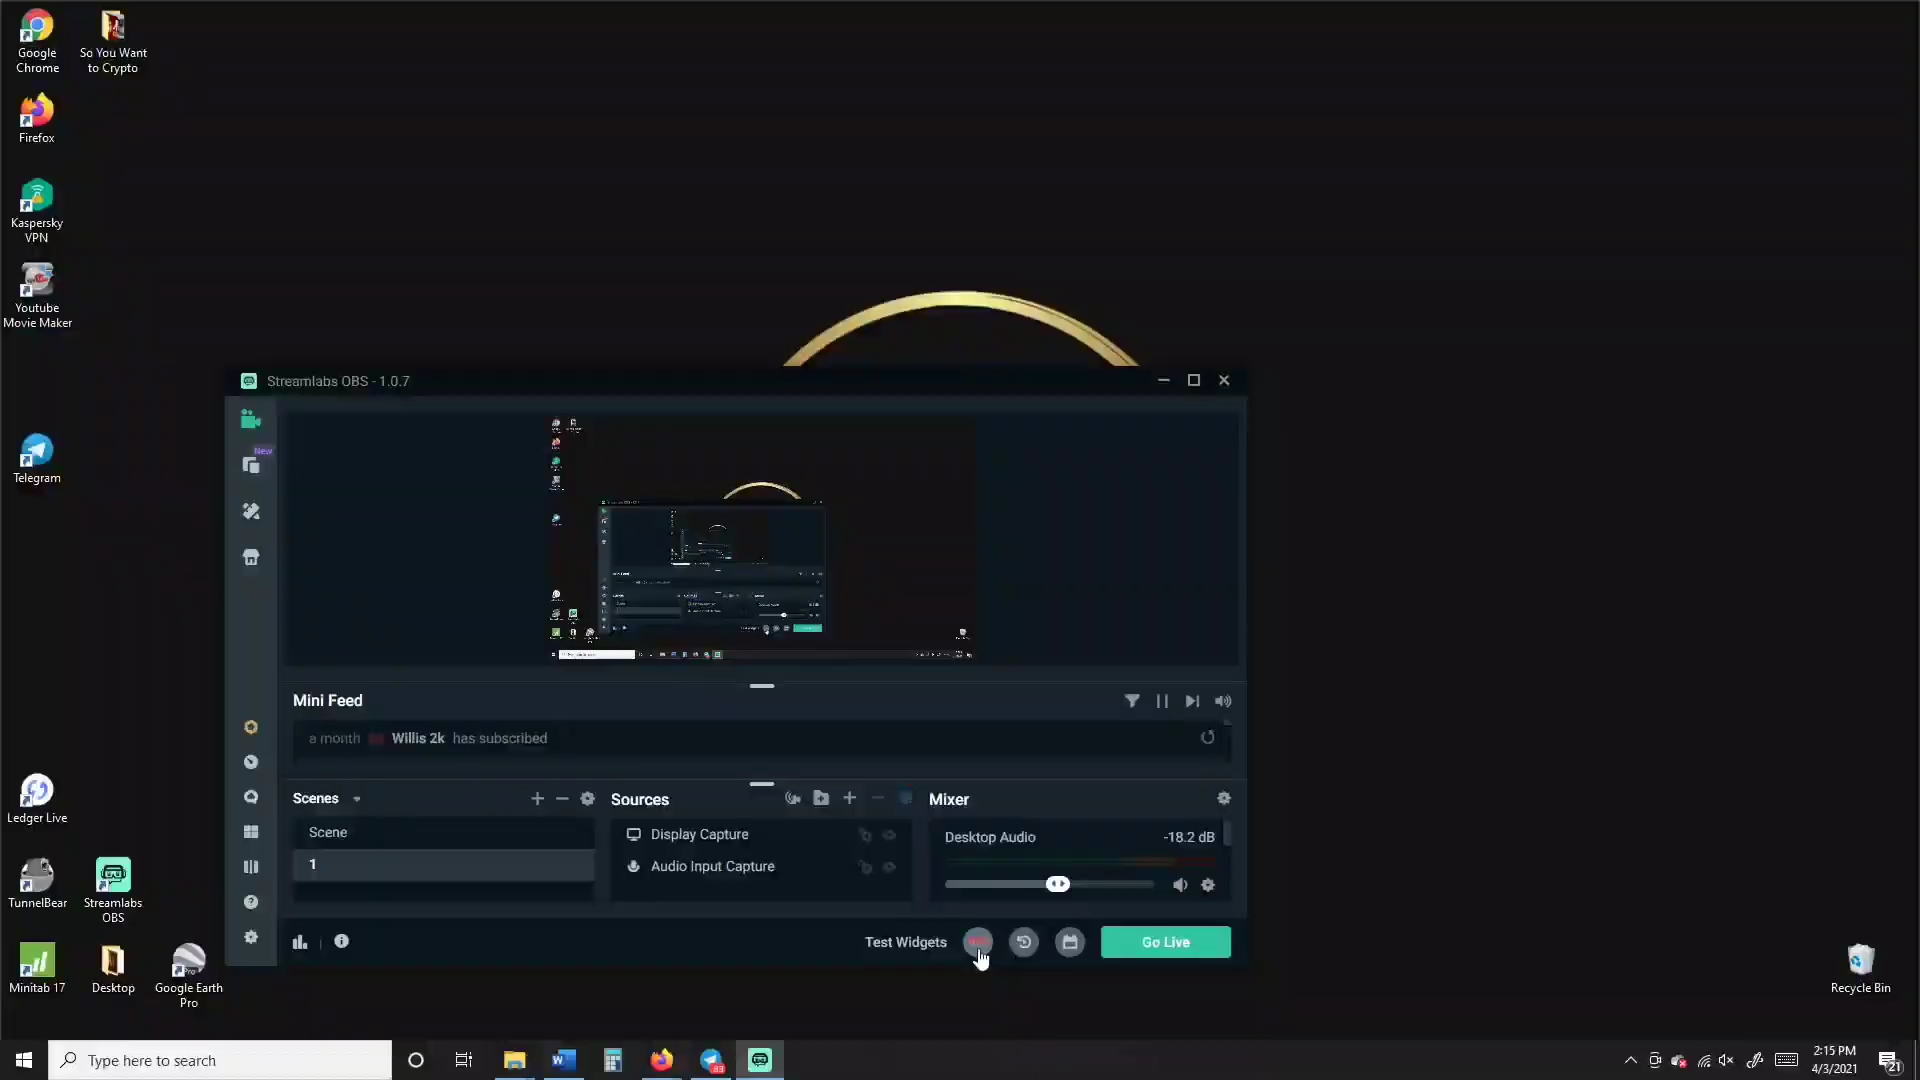 Google
Chrome
So You Want
to Crypto
Firefox
Kaspersky
VPN
Youtube
Movie Maker
Telegram
Ledger Live
TunnelBear
Streamlabs
OBS
Minitab 17
Desktop
Google Earth
Pro
Recycle Bin
Streamlabs OBS - 1.0.7
New
Mini Feed
a month Willis 2k has subscribed
Scenes
Scene
1
Sources
Display Capture
Audio Input Capture
Mixer
Desktop Audio -18.2 dB
Test Widgets
Go Live
Type here to search
2:15 PM
4/3/2021
21